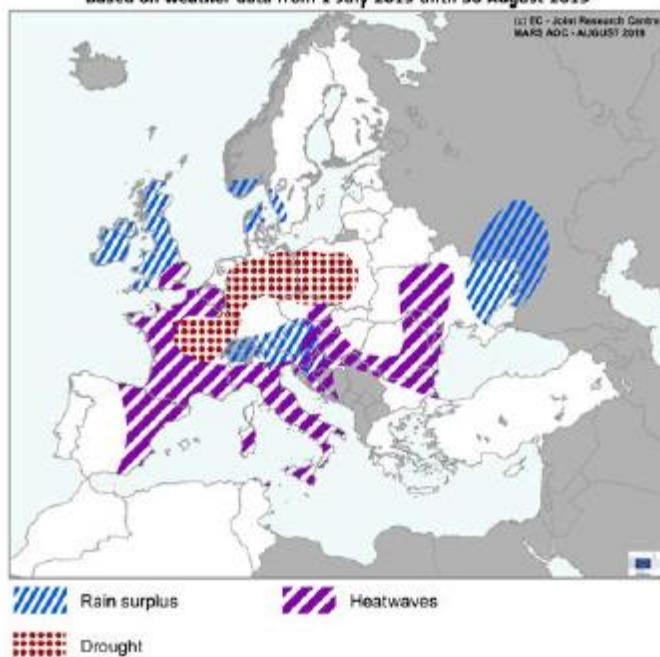 Based on weather data from 1 July 2019 until 30 August 2019
(c) EC - Joint Research Centre
MARS AOC - AUGUST 2019
Rain surplus
Heatwaves
Drought